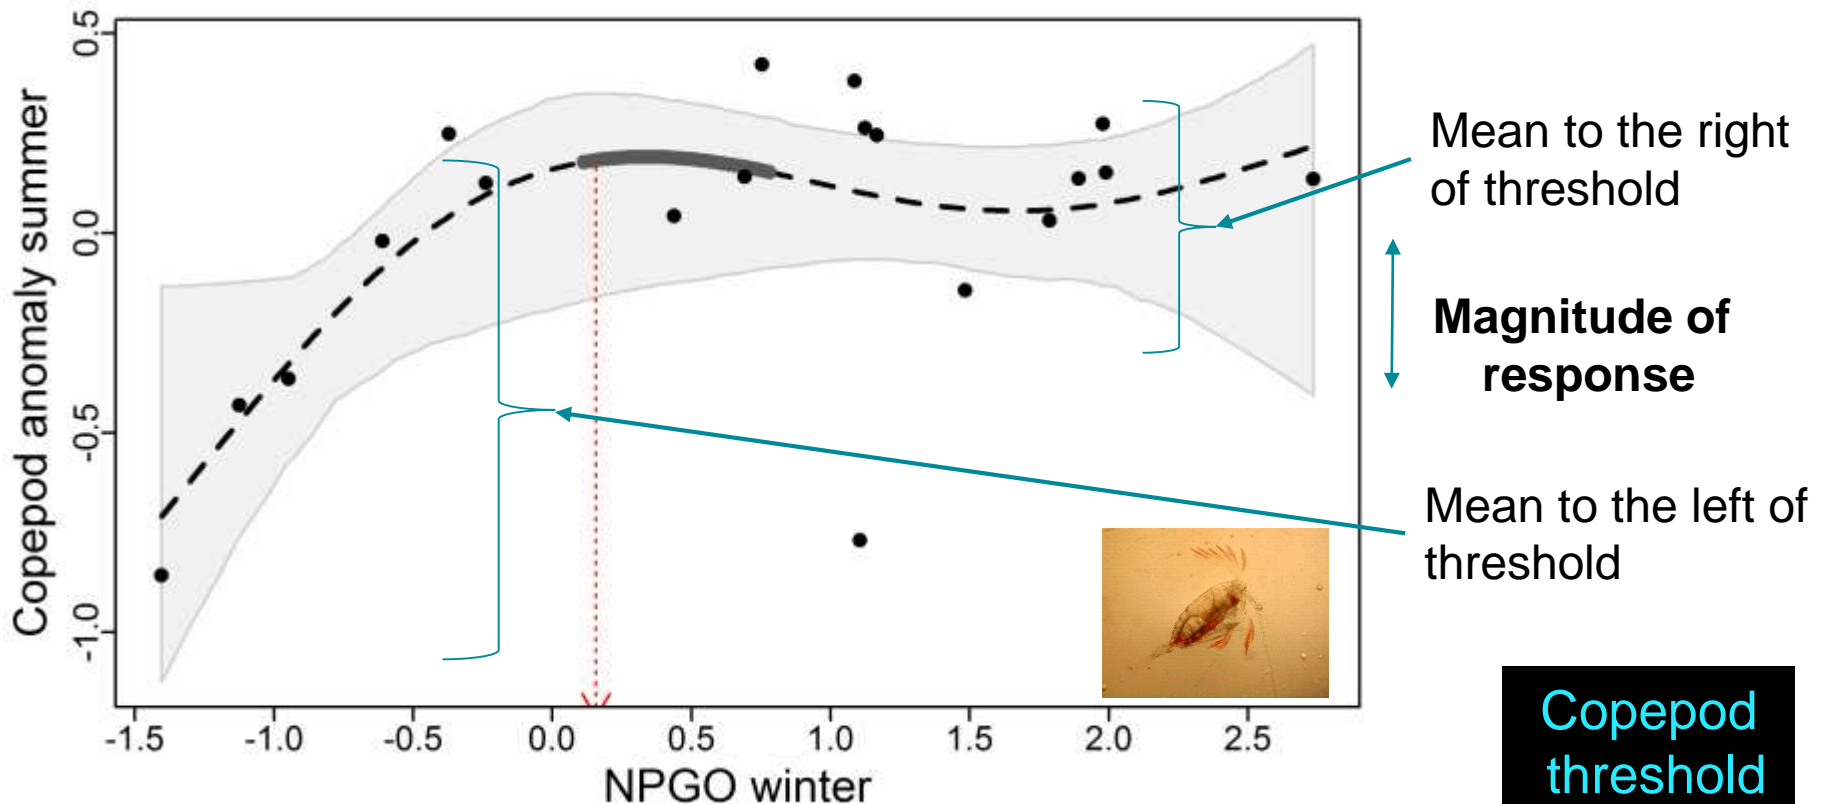 0.5
0.0
-0.5
-1.0
Copepod anomaly summer
-1.5 -1.0 -0.5 0.0 0.5 1.0 1.5 2.0 2.5
NPGO winter
Mean to the right
of threshold
Magnitude of
response
Mean to the left of
threshold
Copepod
threshold